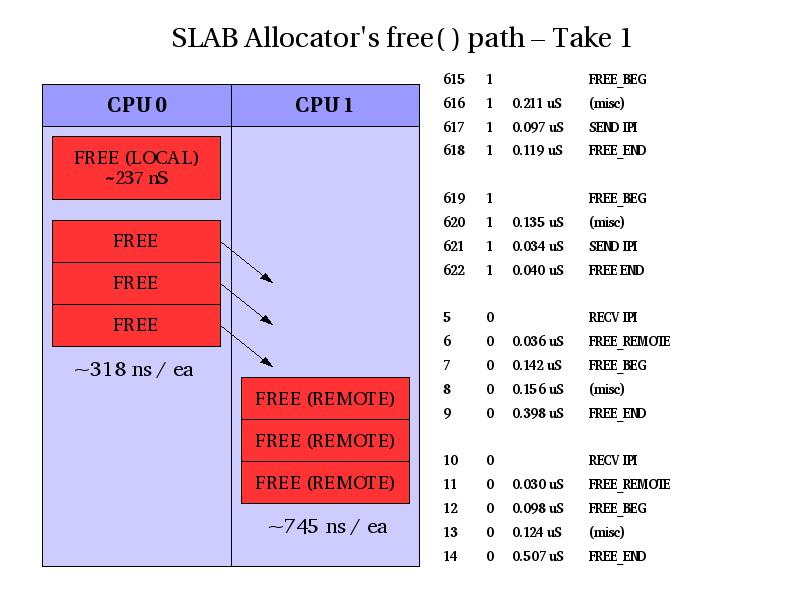 SLAB Allocator's free() path – Take 1
CPU 0
CPU 1
FREE (LOCAL)
~237 nS
FREE
FREE
FREE
~318 ns / ea
FREE (REMOTE)
FREE (REMOTE)
FREE (REMOTE)
~745 ns / ea
615 1 FREE_BEG
616 1 0.211 uS (misc)
617 1 0.097 uS SEND IPI
618 1 0.119 uS FREE_END
619 1 FREE_BEG
620 1 0.135 uS (misc)
621 1 0.034 uS SEND IPI
622 1 0.040 uS FREE END
5 0 RECV IPI
6 0 0.036 uS FREE_REMOTE
7 0 0.142 uS FREE_BEG
8 0 0.156 uS (misc)
9 0 0.398 uS FREE_END
10 0 RECV IPI
11 0 0.030 uS FREE_REMOTE
12 0 0.098 uS FREE_BEG
13 0 0.124 uS (misc)
14 0 0.507 uS FREE_END